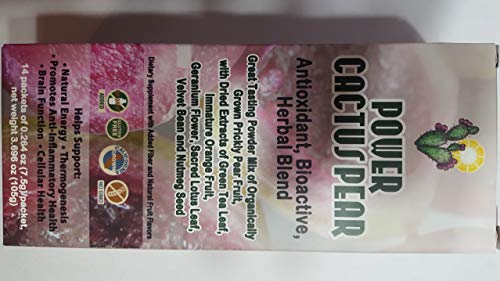 POWER
CACTUS PEAR
Antioxidant, Bioactive,
Herbal Blend
Great Tasting Powder Mix of Organically
Grown Prickly Pear Fruit,
with Dried Extracts of Green Tea Leaf,
Immature Orange Fruit,
Geranium Flower, Sacred Lotus Leaf,
Velvet Bean and Nutmeg Seed
Dietary Supplement with Added Fiber and Natural Fruit Flavors
Helps Support:
• Natural Energy • Thermogenesis
• Promotes Anti-Inflammatory Health
• Brain Function • Cellular Health
14 packets of 0.264 oz (7.5g)/packet,
net weight 3.696 oz (105g)